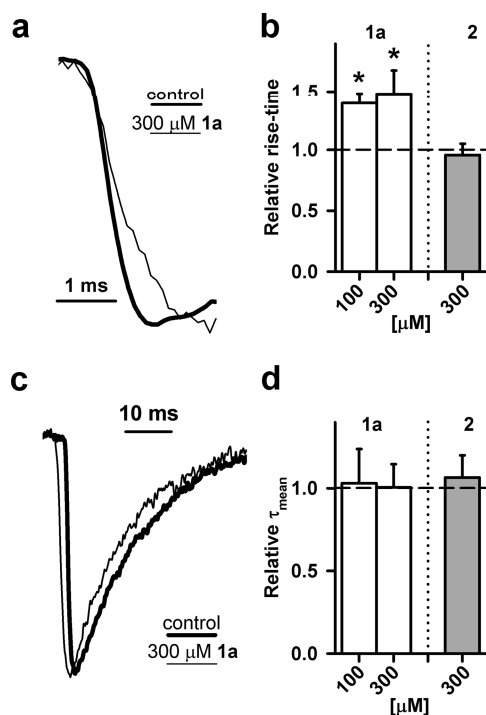 a
control
300 µM 1a
1 ms
b
1a 2
* *
Relative rise-time
1.5
1.0
0.5
0.0
100 300 300
[µM]
c
10 ms
control
300 µM 1a
d
1a 2
Relative τmean
1.0
0.5
0.0
100 300 300
[µM]